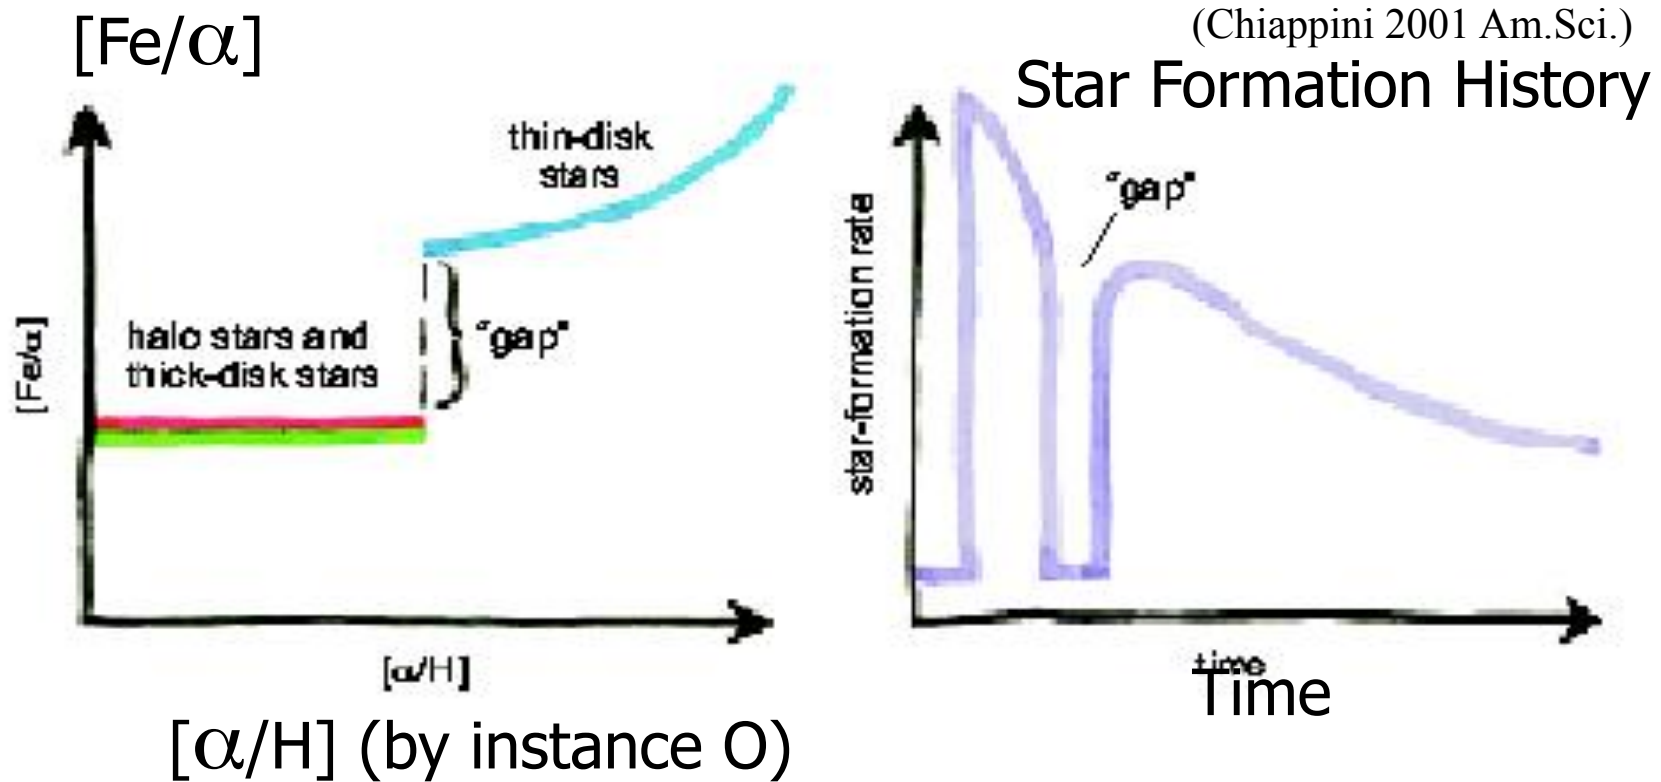 [Fe/α]
(Chiappini 2001 Am.Sci.)
Star Formation History
thin-disk
stars
halo stars and
thick-disk stars
"gap"
[Fe/α]
[α/H]
[α/H] (by instance O)
"gap"
star-formation rate
time
Time